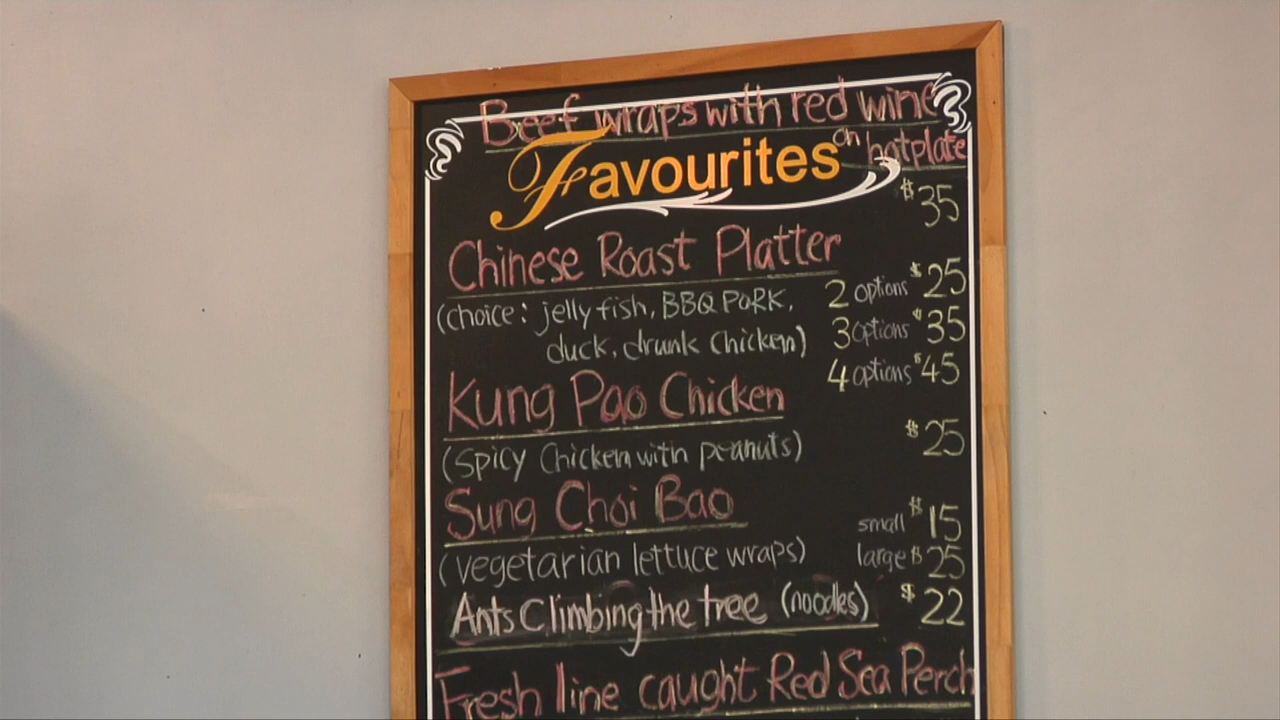 Beef wraps with red wine
on hotplate
Favourites
$35
Chinese Roast Platter
(choice: jelly fish, BBQ PORK, 2 options $25
duck, drunk chicken) 3 options $35
4 options $45
Kung Pao Chicken
$25
(spicy chicken with peanuts)
Sung Choi Bao
small $15
(vegetarian lettuce wraps) large $25
Ants Climbing the tree (noodles) $22
Fresh line caught Red Sea Perch